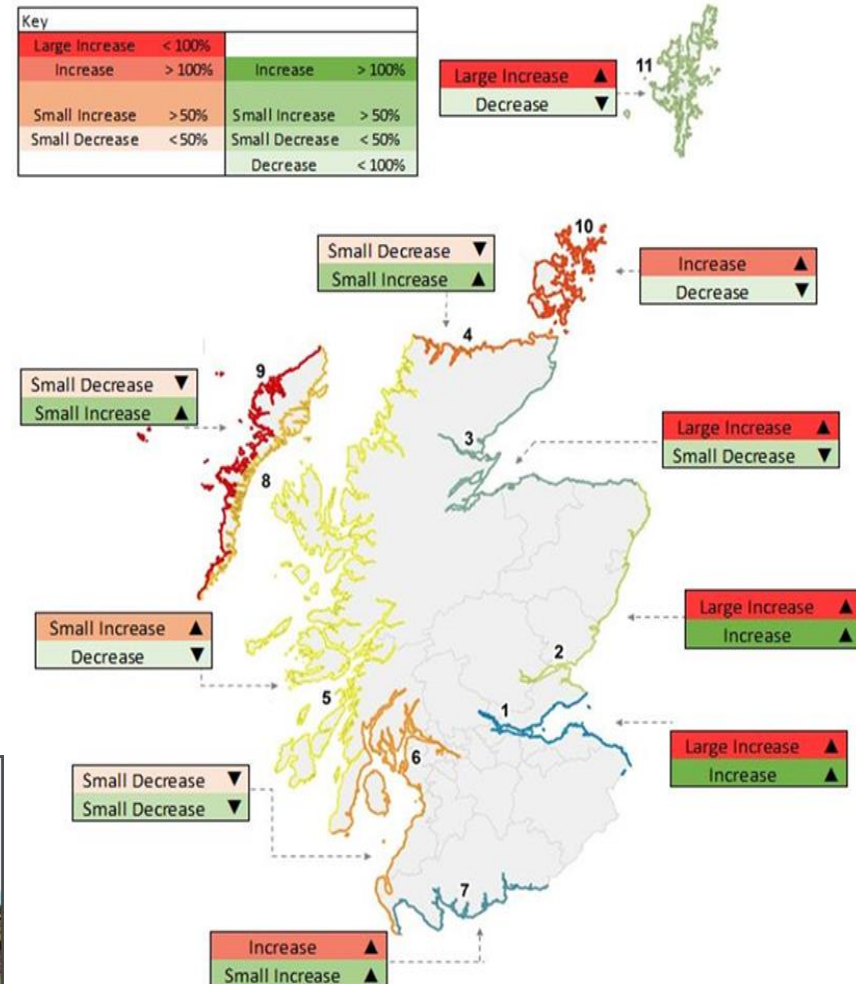 Key
Large Increase < 100%
Increase > 100% Increase > 100%
Small Increase >50% Small Increase > 50%
Small Decrease <50% Small Decrease < 50%
Decrease < 100%
Large Increase ▲
Decrease ▼
11
10
Small Decrease ▼
Small Increase ▲
Increase ▲
Decrease ▼
4
9
Small Decrease ▼
Small Increase ▲
3
Large Increase ▲
Small Decrease ▼
8
Large Increase ▲
Increase ▲
Small Increase ▲
Decrease ▼
2
5
1
Large Increase ▲
Increase ▲
6
Small Decrease ▼
Small Decrease ▼
7
Increase ▲
Small Increase ▲